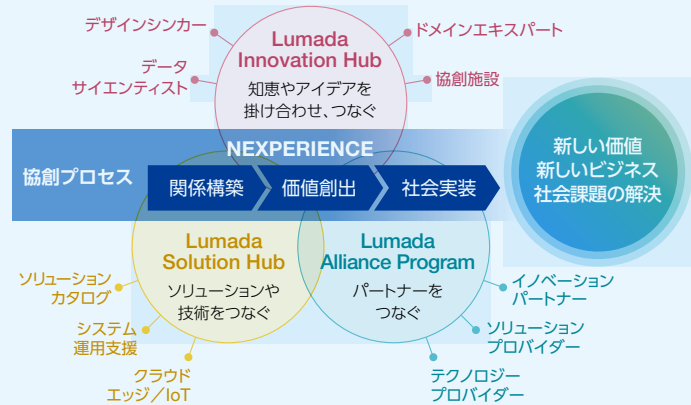 デザインシンカー
データ
サイエンティスト
Lumada
Innovation Hub
知恵やアイデアを
掛け合わせ、つなぐ
ドメインエキスパート
協創施設
協創プロセス
NEXPERIENCE
関係構築
価値創出
社会実装
新しい価値
新しいビジネス
社会課題の解決
Lumada
Solution Hub
ソリューションや
技術をつなぐ
Lumada
Alliance Program
パートナーを
つなぐ
ソリューション
カタログ
システム
運用支援
クラウド
エッジ/IoT
イノベーション
パートナー
ソリューション
プロバイダー
テクノロジー
プロバイダー